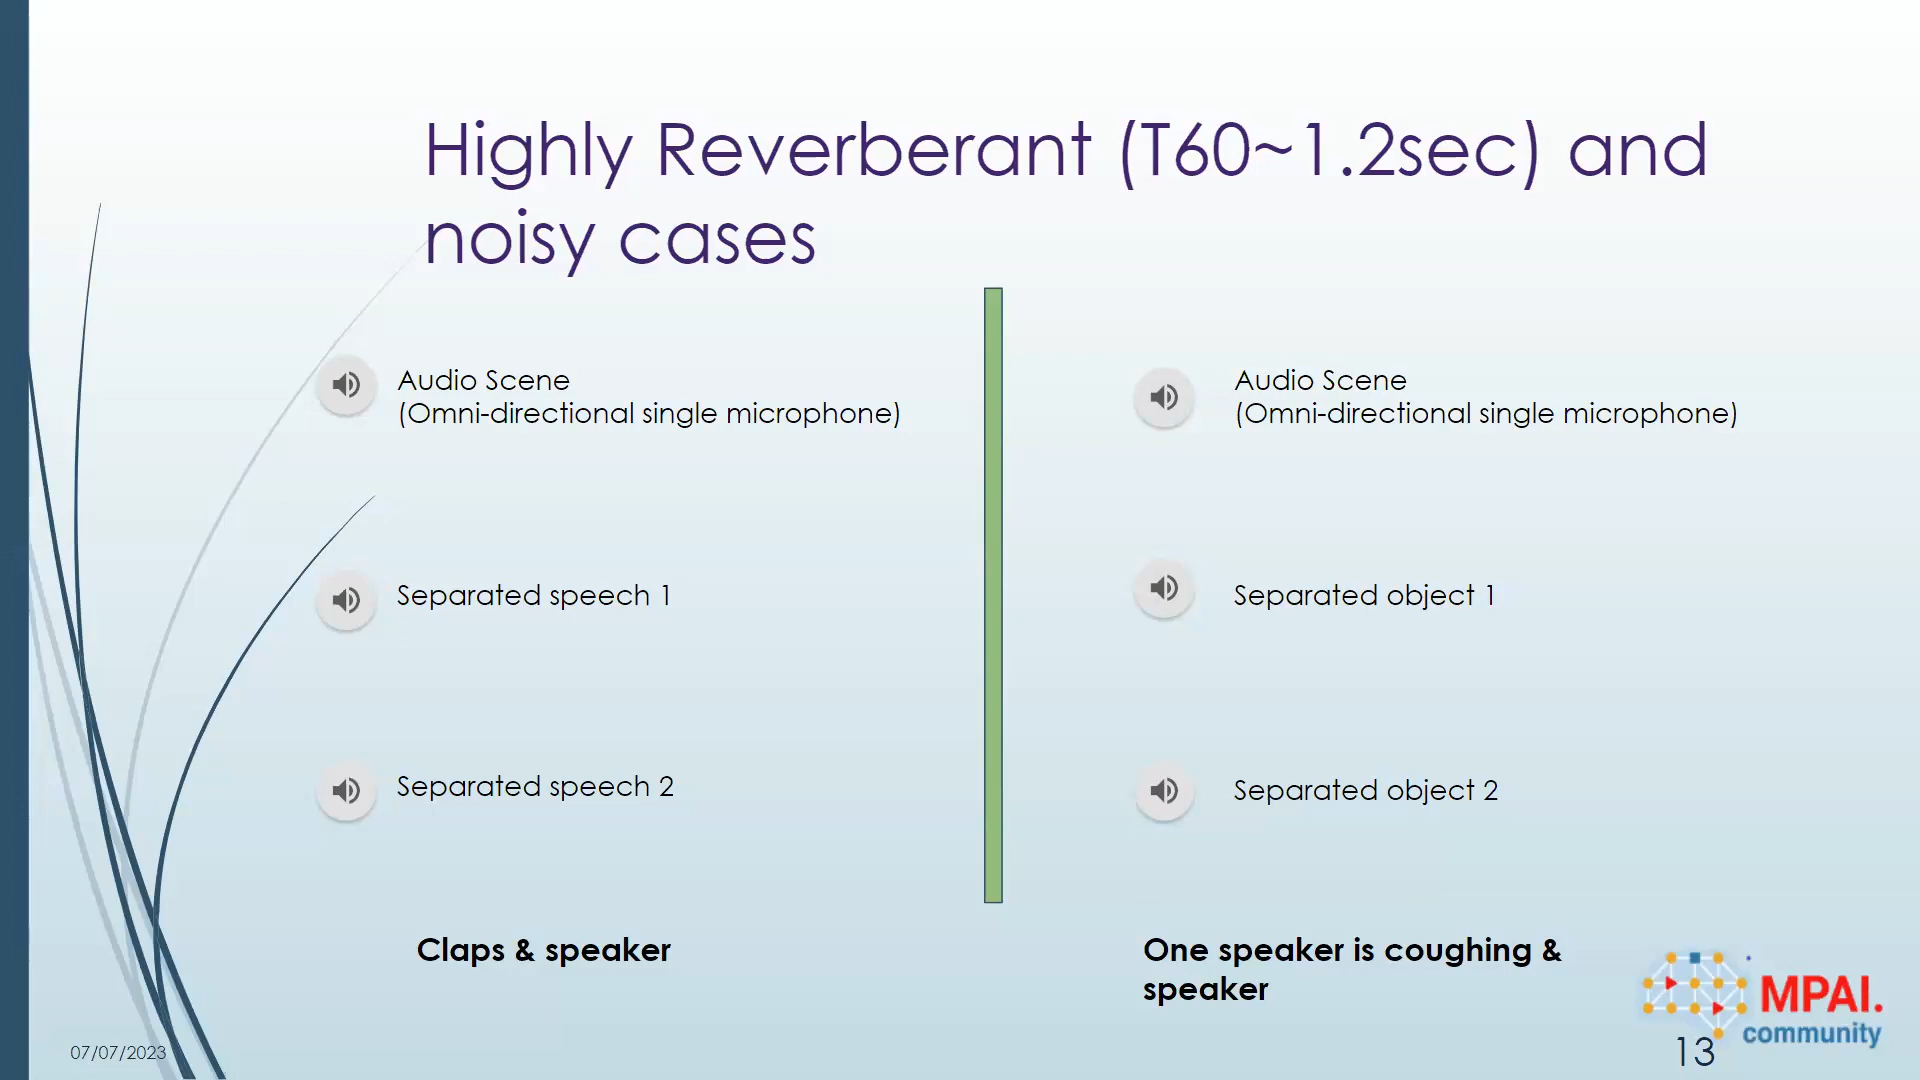 Highly Reverberant (T60~1.2sec) and
noisy cases
Audio Scene
(Omni-directional single microphone)
Separated speech 1
Separated speech 2
Claps & speaker
Audio Scene
(Omni-directional single microphone)
Separated object 1
Separated object 2
One speaker is coughing &
speaker
MPAI.
community
07/07/2023
13